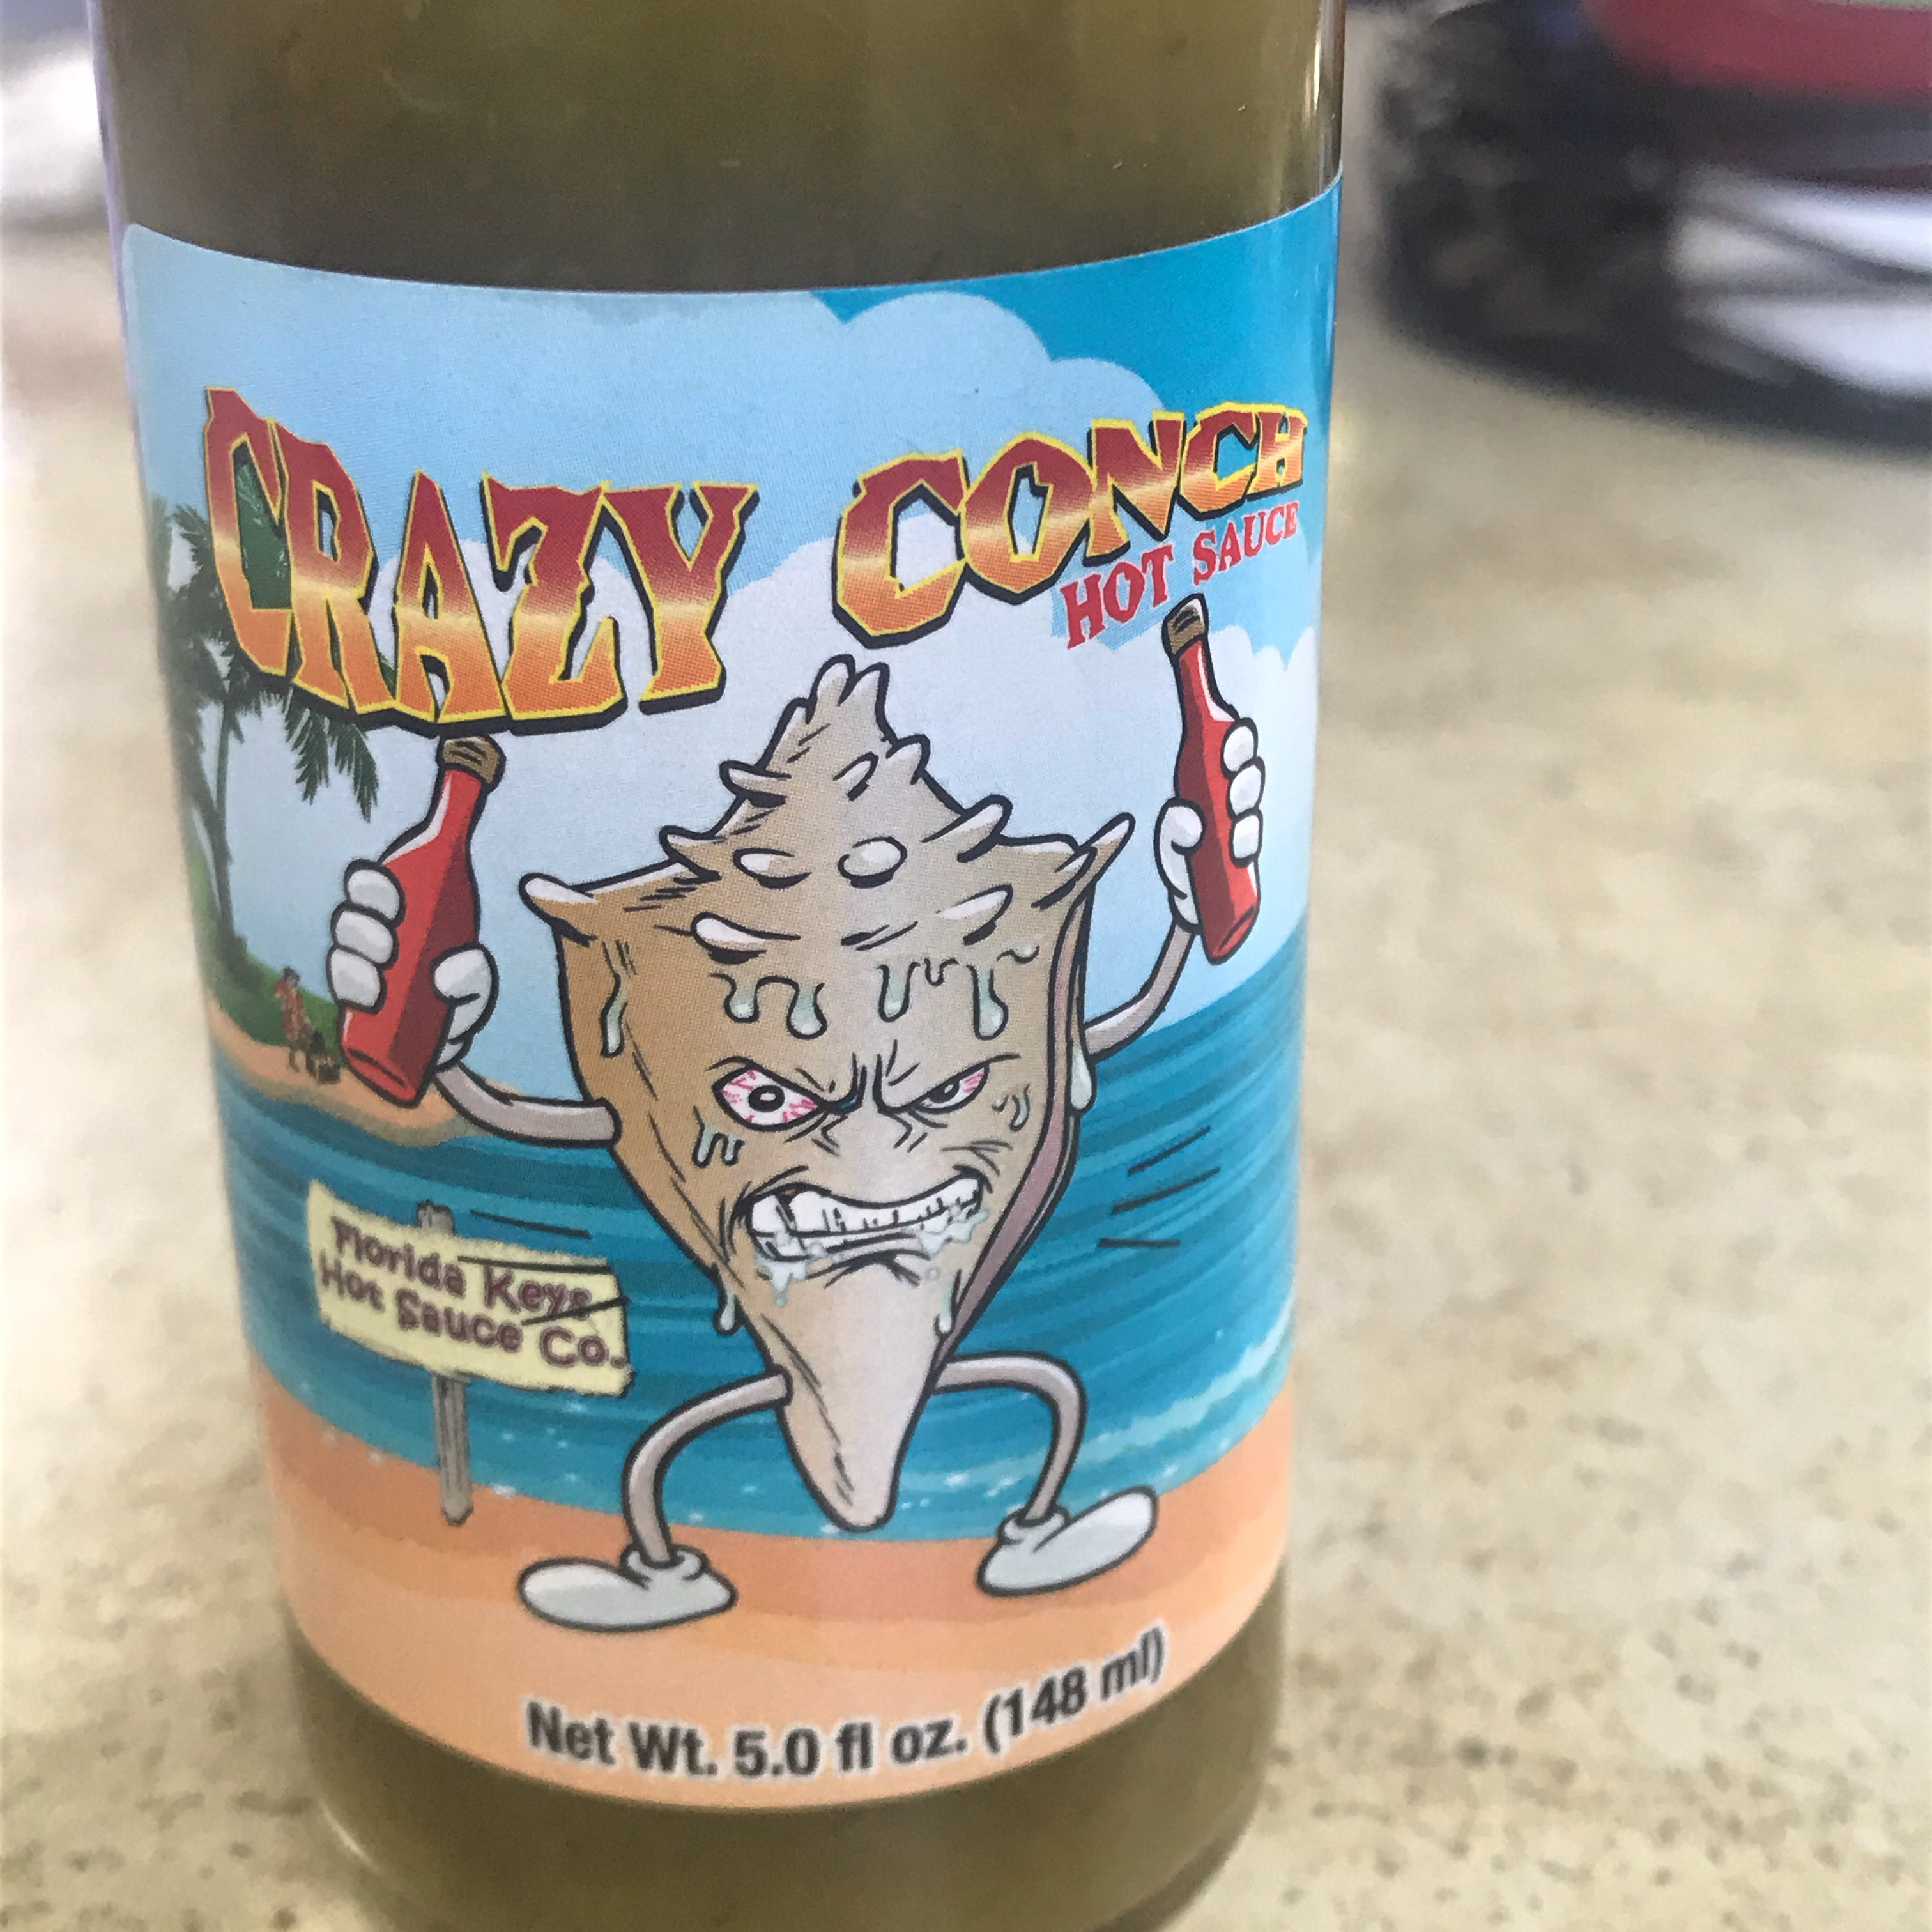 CRAZY CONCH
HOT SAUCE
Florida Keys
Hot Sauce Co.
Net Wt. 5.0 fl oz. (148 ml)